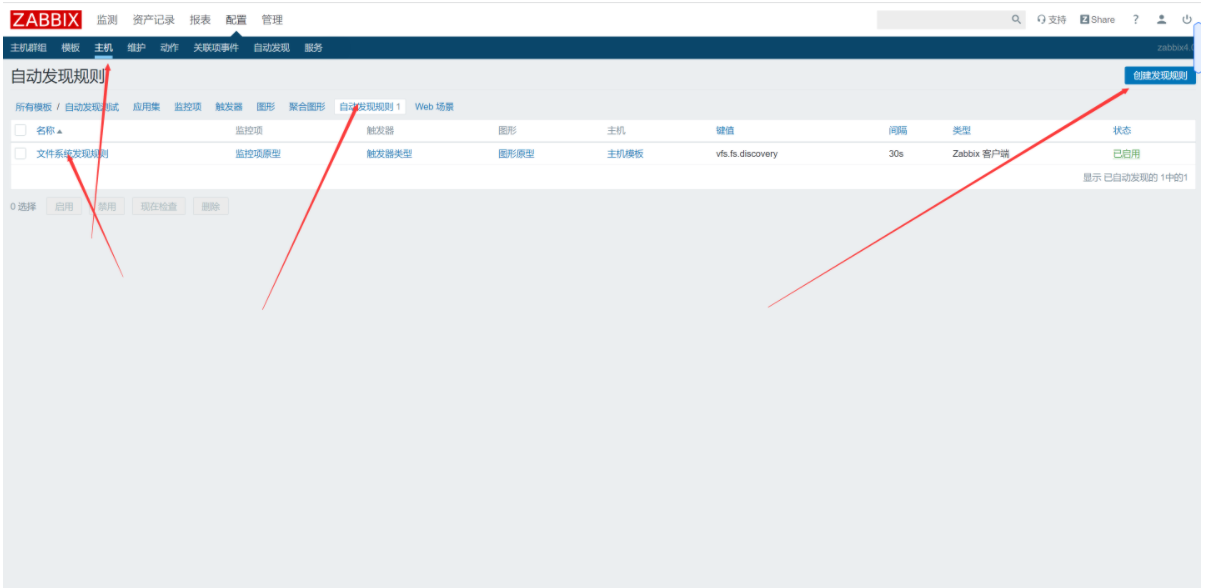 ZABBIX 监测 资产记录 报表 配置 管理 支持 Z Share ?
主机群组 模板 主机 维护 动作 关联项事件 自动发现 服务 zabbix4.
自动发现规则 创建发现规则
所有模板 / 自动发现测试 应用集 监控项 触发器 图形 聚合图形 自动发现规则 1 Web 场景
名称 监控项 触发器 图形 主机 键值 间隔 类型 状态
文件系统发现规则 监控项原型 触发器类型 图形原型 主机模板 vfs.fs.discovery 30s Zabbix 客户端 已启用
显示 已自动发现的 1中的1
0 选择 启用 禁用 现在检查 删除